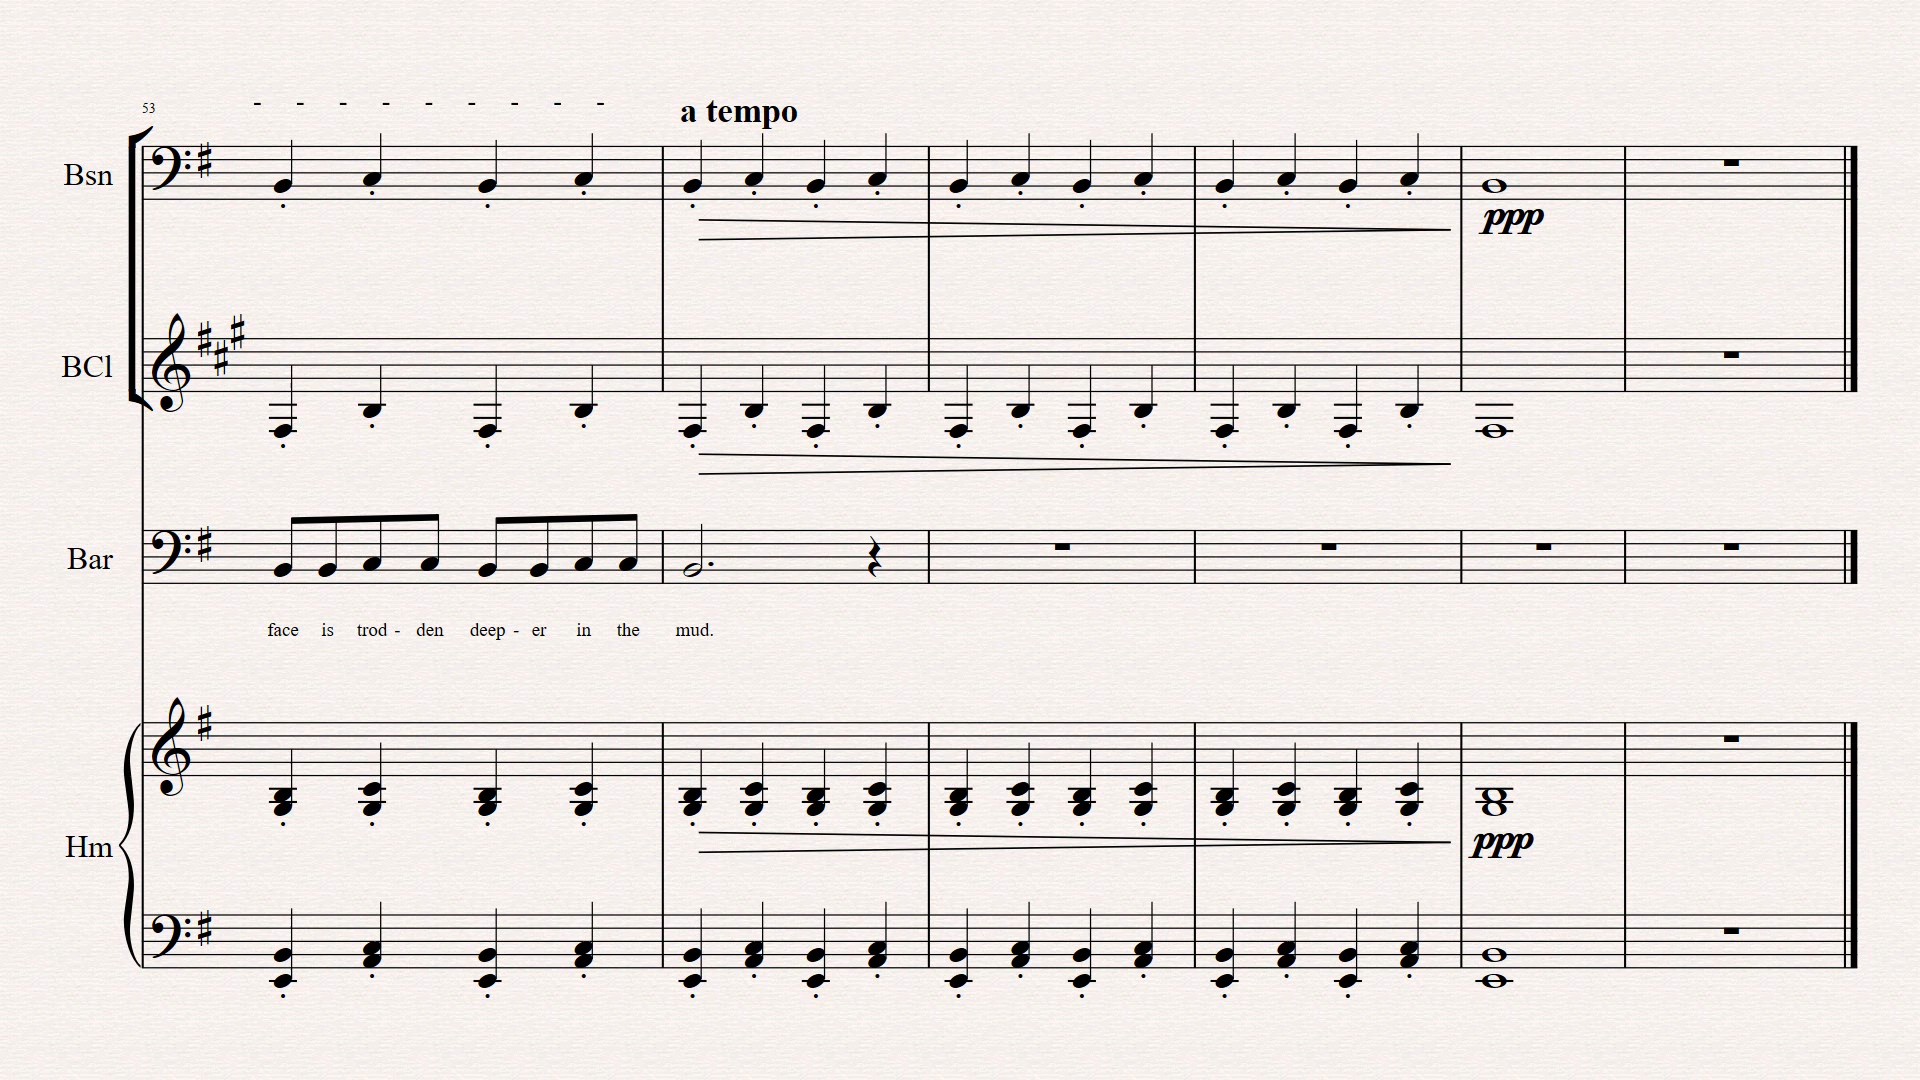 53 - - - - - - - - - a tempo
Bsn
ppp
BCl
Bar
face is trod - den deep - er in the mud.
Hm
ppp